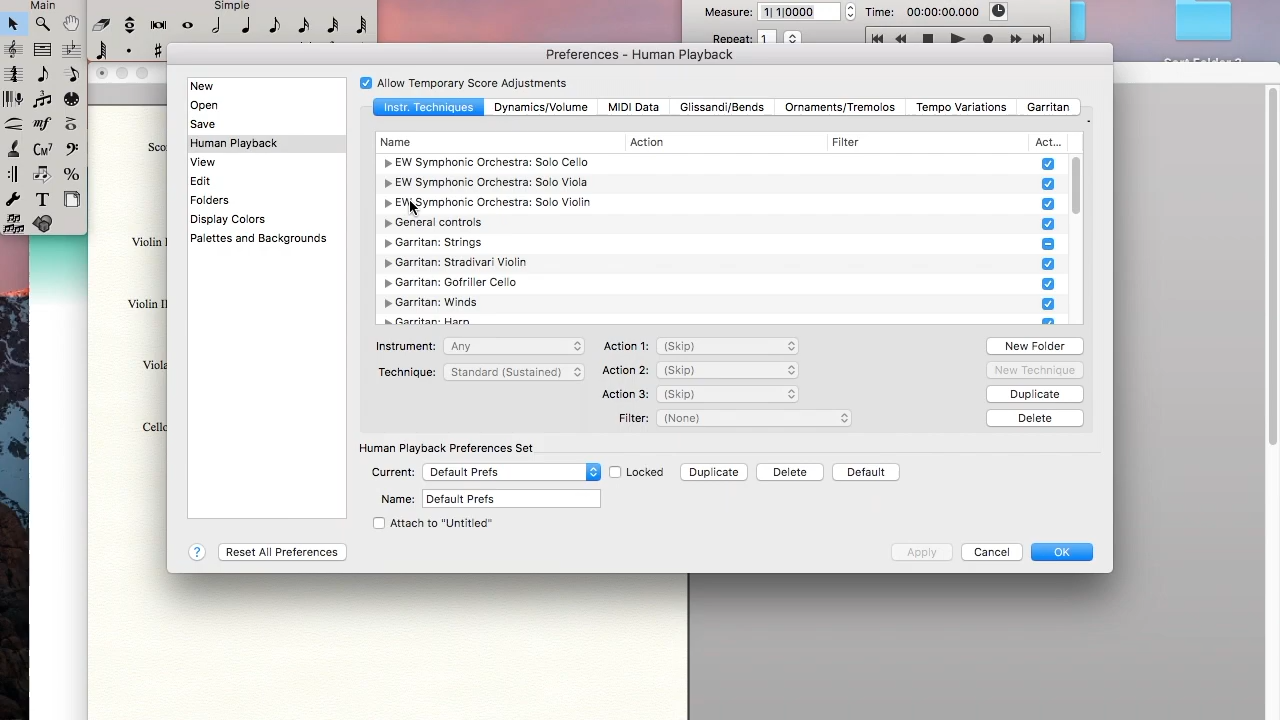 Main
Simple
Measure: 1| 1|0000 Time: 00:00:00.000
Repeat: 1
Preferences - Human Playback
New
Open
Save
Human Playback
View
Edit
Folders
Display Colors
Palettes and Backgrounds
Allow Temporary Score Adjustments
Instr. Techniques Dynamics/Volume MIDI Data Glissandi/Bends Ornaments/Tremolos Tempo Variations Garritan
Name Action Filter Act...
EW Symphonic Orchestra: Solo Cello
EW Symphonic Orchestra: Solo Viola
EW Symphonic Orchestra: Solo Violin
General controls
Garritan: Strings
Garritan: Stradivari Violin
Garritan: Gofriller Cello
Garritan: Winds
Garritan: Harp
Instrument: Any Action 1: (Skip) New Folder
Technique: Standard (Sustained) Action 2: (Skip) New Technique
Action 3: (Skip) Duplicate
Filter: (None) Delete
Human Playback Preferences Set
Current: Default Prefs Locked Duplicate Delete Default
Name: Default Prefs
Attach to "Untitled"
? Reset All Preferences Apply Cancel OK
Scor
Violin I
Violin II
Viola
Cello
mf
CM7
%
T